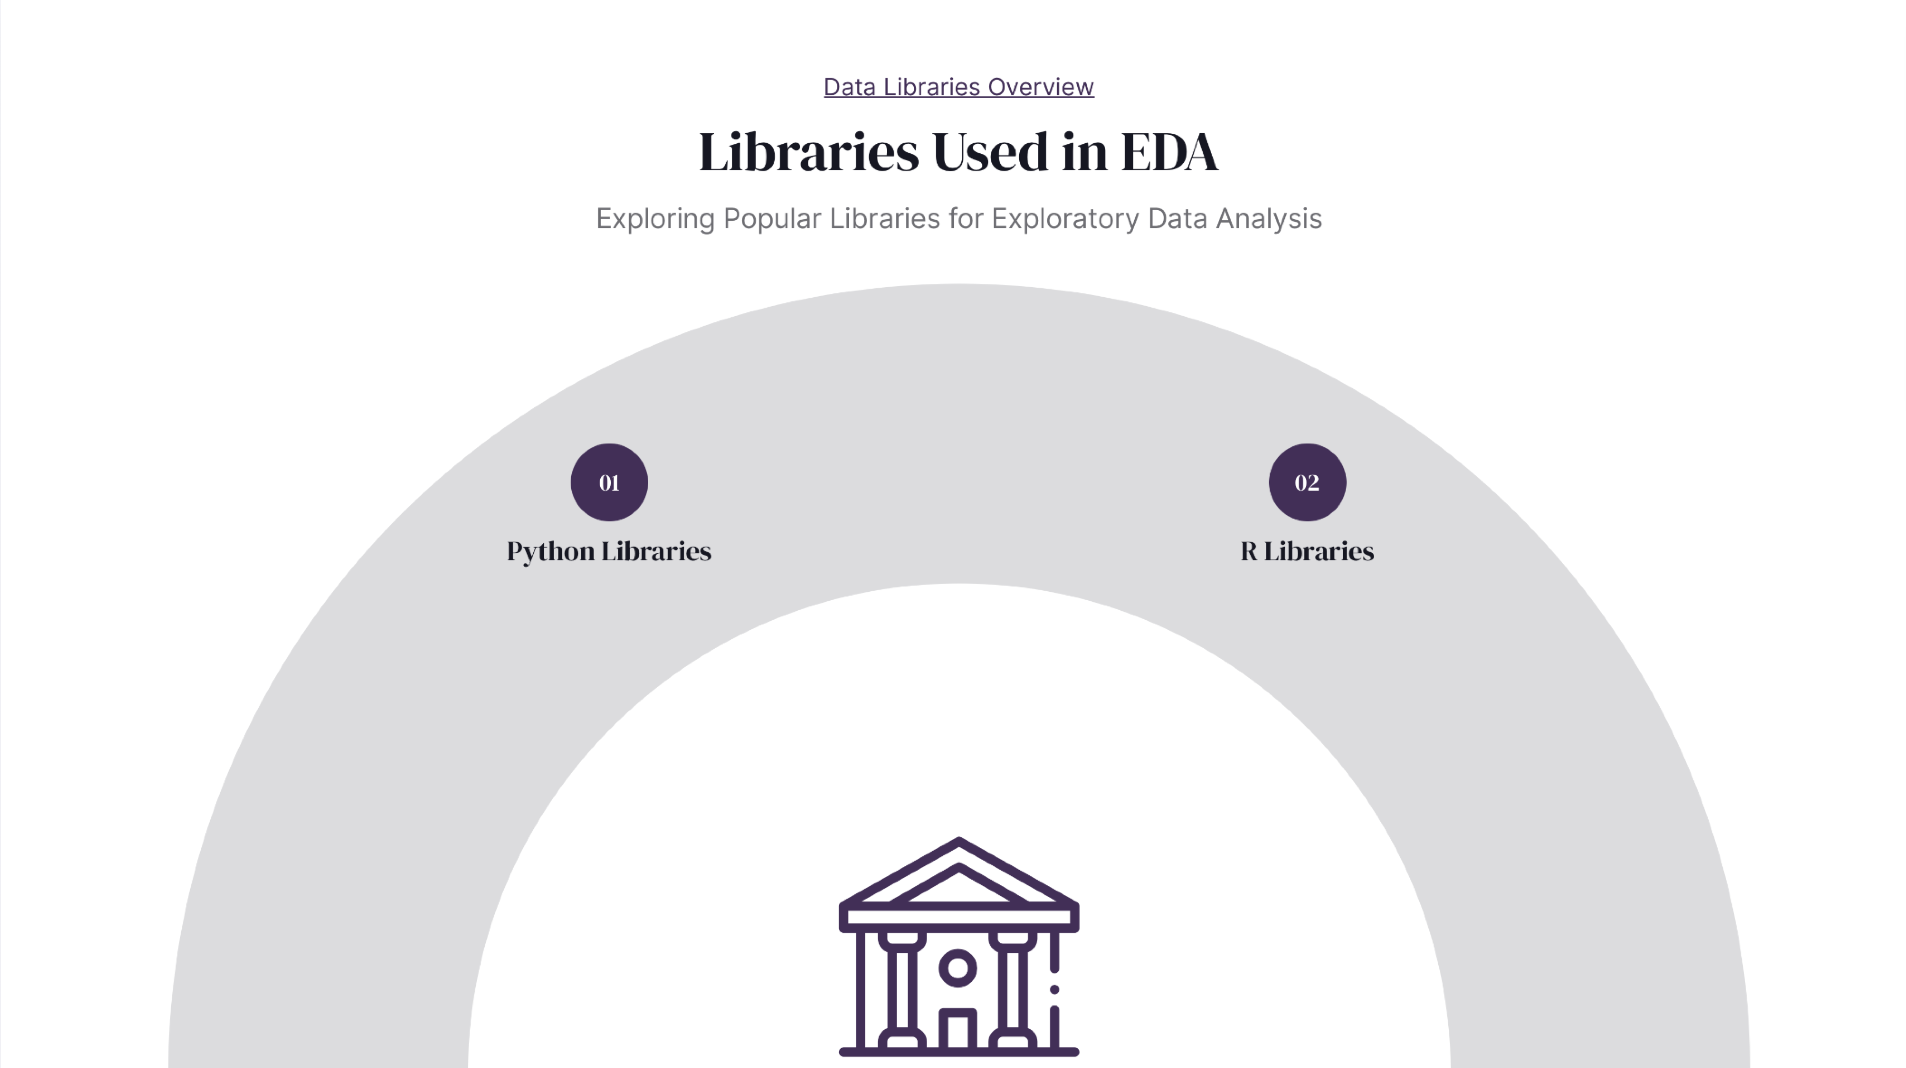 Data Libraries Overview
Libraries Used in EDA
Exploring Popular Libraries for Exploratory Data Analysis
01
Python Libraries
02
R Libraries